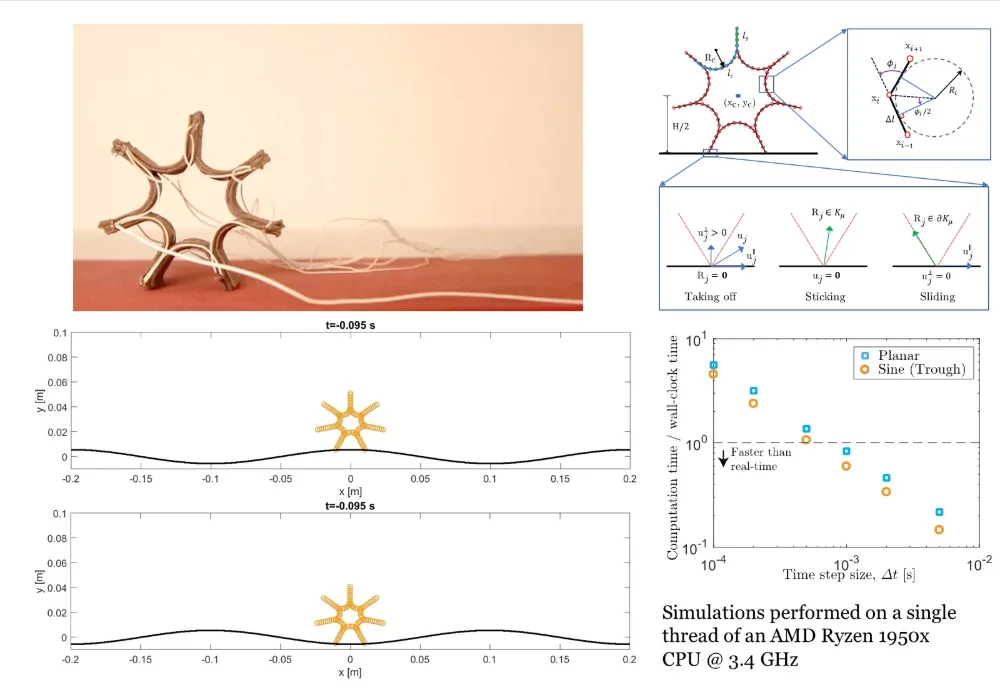 l_s
R_c
l_c
(x_c, y_c)
H/2
x_{i+1}
ϕ_i
x_i
R_i
ϕ_i/2
Δl
x_{i-1}
u_j^⊥ > 0
u_j
u_j^∥
R_j = 0
Taking off
R_j ∈ K_μ
u_j = 0
Sticking
R_j ∈ ∂K_μ
u_j^∥
u_j^⊥ = 0
Sliding
t=-0.095 s
y [m]
0.1
0.08
0.06
0.04
0.02
0
-0.2 -0.15 -0.1 -0.05 0 0.05 0.1 0.15 0.2
x [m]
t=-0.095 s
y [m]
0.1
0.08
0.06
0.04
0.02
0
-0.2 -0.15 -0.1 -0.05 0 0.05 0.1 0.15 0.2
x [m]
Computation time / wall-clock time
10^1
10^0
10^-1
Planar
Sine (Trough)
Faster than
real-time
10^-4 10^-3 10^-2
Time step size, Δt [s]
Simulations performed on a single
thread of an AMD Ryzen 1950x
CPU @ 3.4 GHz